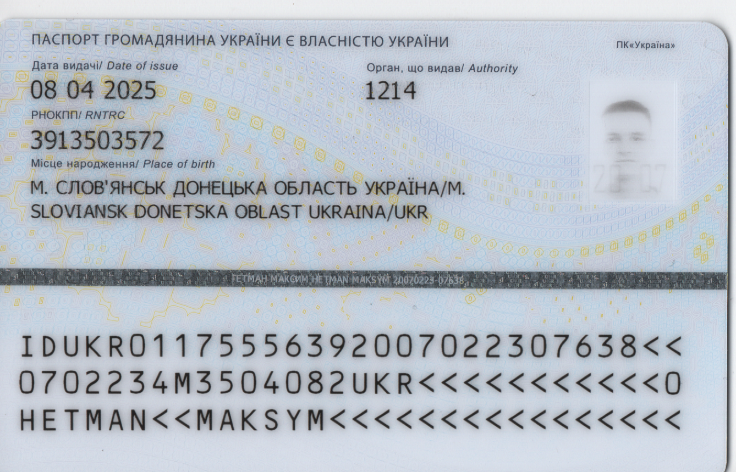 ПАСПОРТ ГРОМАДЯНИНА УКРАЇНИ Є ВЛАСНІСТЮ УКРАЇНИ
ПК«Україна»
Дата видачі/ Date of issue
Орган, що видав/ Authority
08 04 2025
1214
РНОКПП/ RNTRC
3913503572
Місце народження/ Place of birth
М. СЛОВ'ЯНСЬК ДОНЕЦЬКА ОБЛАСТЬ УКРАЇНА/M.
SLOVIANSK DONETSKA OBLAST UKRAINA/UKR
ГЕТМАН МАКСИМ HETMAN MAKSYM 20070223-07638
IDUKR0117555639200702 2307638<<
0702234M3504082UKR<<<<<<<<<<<0
HETMAN<<MAKSYM<<<<<<<<<<<<<<<<